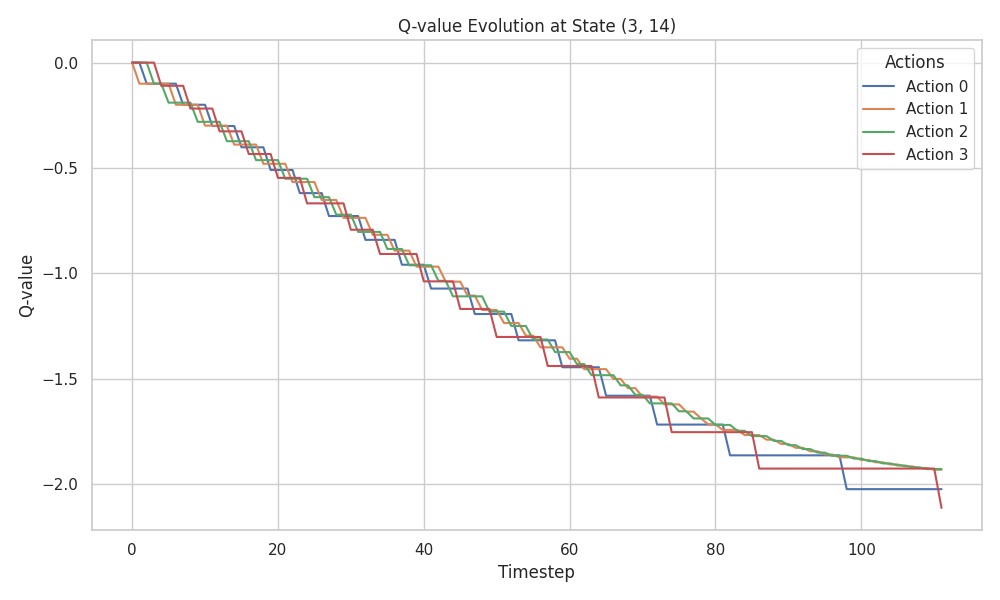 Q-value Evolution at State (3, 14)
Actions
Action 0
Action 1
Action 2
Action 3
Q-value
0.0
−0.5
−1.0
−1.5
−2.0
0 20 40 60 80 100
Timestep